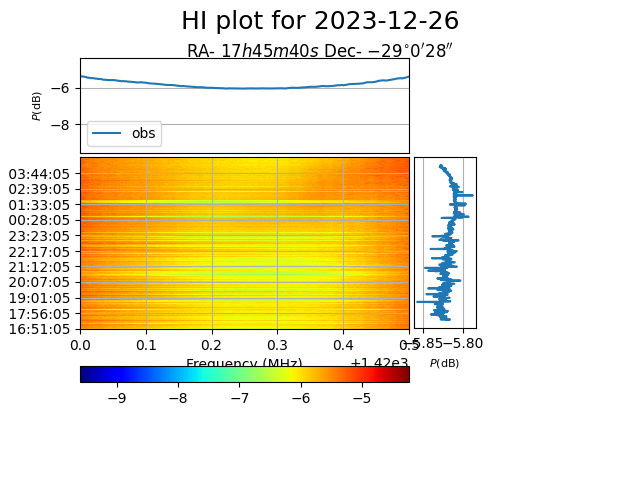 HI plot for 2023-12-26
RA- 17h45m40s Dec- −29°0′28″
P(dB)
−6
−8
obs
03:44:05
02:39:05
01:33:05
00:28:05
23:23:05
22:17:05
21:12:05
20:07:05
19:01:05
17:56:05
16:51:05
0.0 0.1 0.2 0.3 0.4 0.5
Frequency (MHz) +1.42e3
−5.85 −5.80
P(dB)
−9 −8 −7 −6 −5